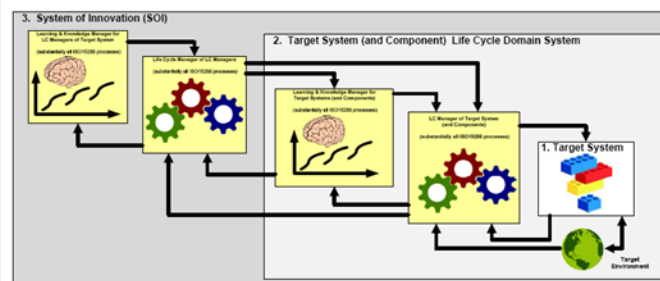 3. System of Innovation (SOI)
2. Target System (and Component) Life Cycle Domain System
Learning & Knowledge Manager for
LC Managers of Target System
(substantially all ISO15288 processes)
Life Cycle Manager of LC Managers
(substantially all ISO15288 processes)
Learning & Knowledge Manager for
Target Systems (and Components)
(substantially all ISO15288 processes)
LC Manager of Target System
(and Components)
(substantially all ISO15288 processes)
1. Target System
Target
Environment